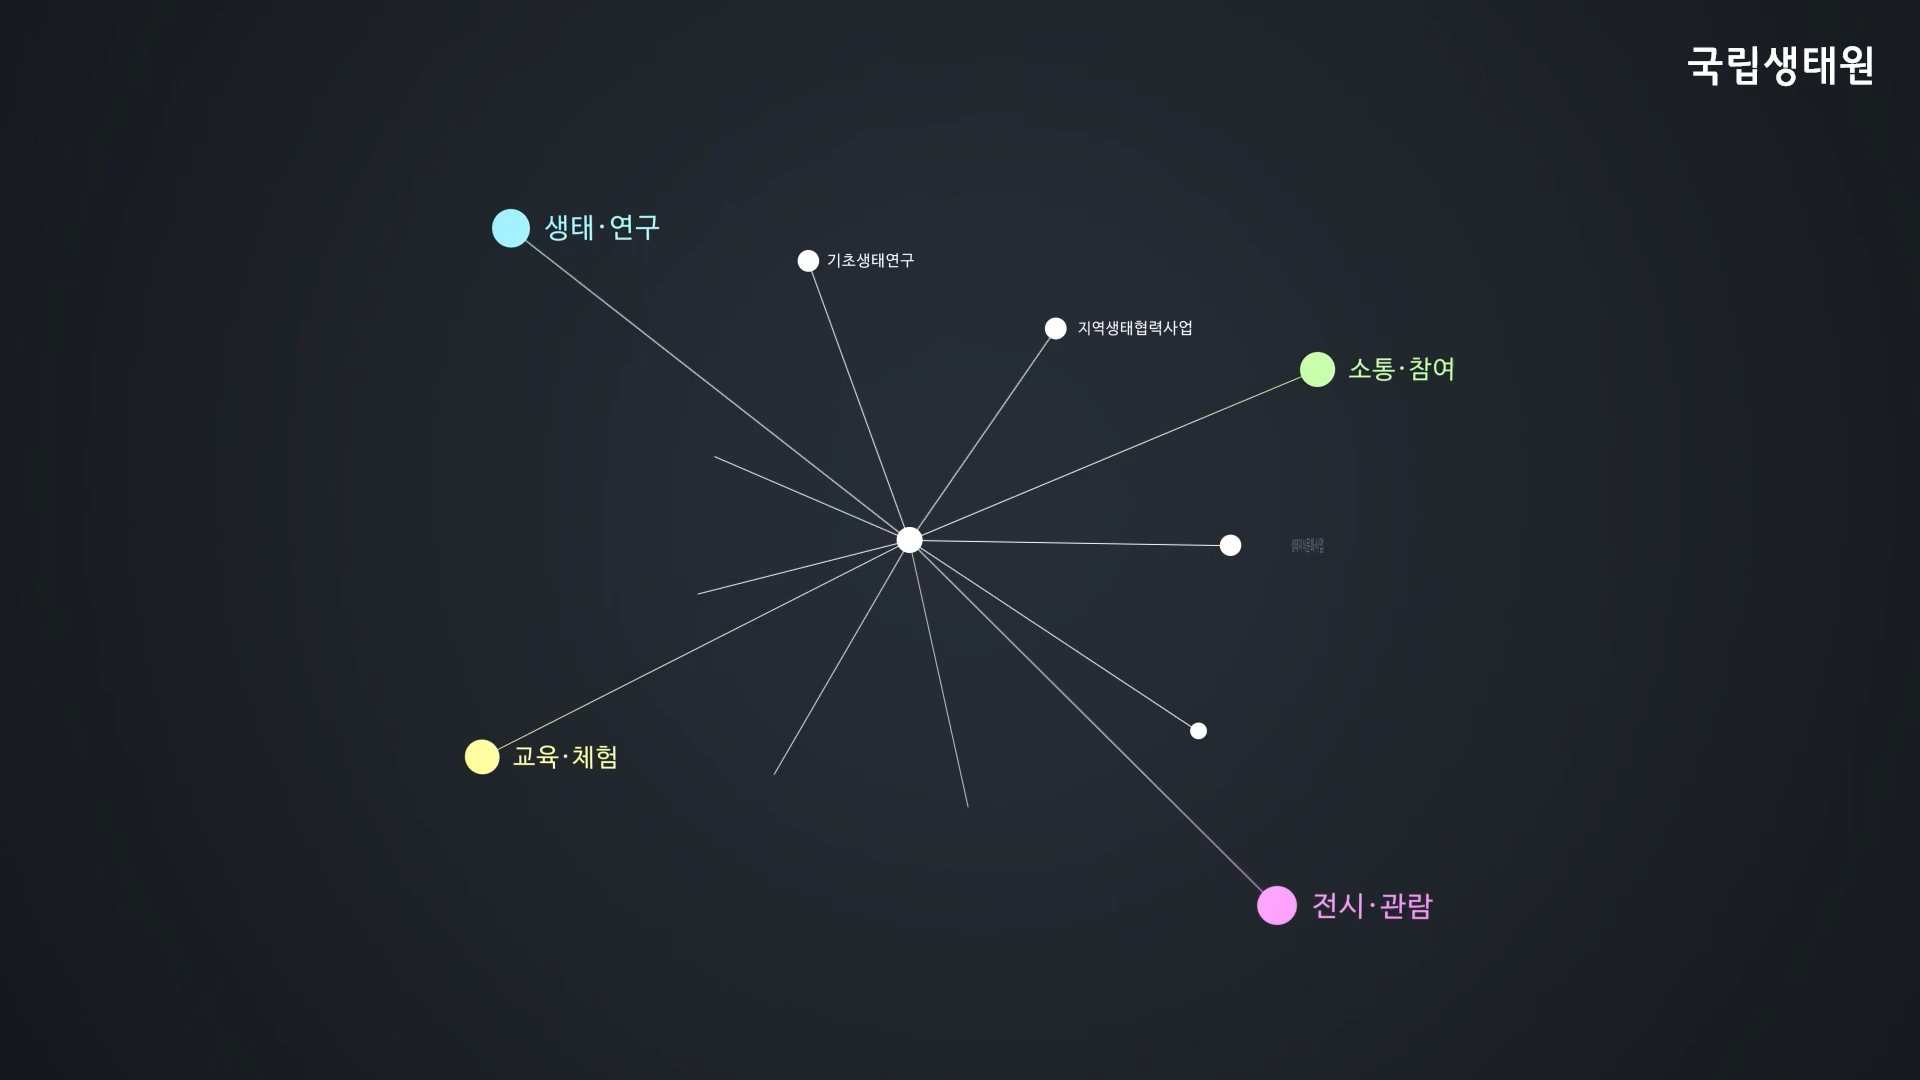 국립생태원
생태·연구
기초생태연구
지역생태협력사업
소통·참여
교육·체험
전시·관람